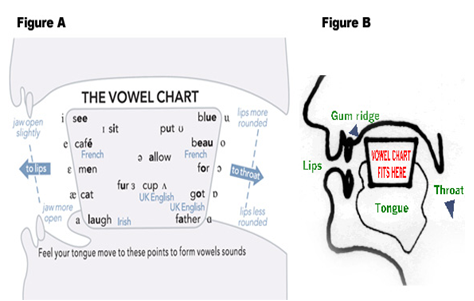 Figure A
Figure B
THE VOWEL CHART
jaw open
slightly
i see
blue u
lips more
rounded
ɪ sit
put ʊ
e café
French
beau o
French
ə allow
to lips
ɛ men
for ɔ
to throat
fur ɜ cup ʌ
UK English
æ cat
got ɒ
UK English
jaw more
open
a laugh Irish
father ɑ
lips less
rounded
Feel your tongue move to these points to form vowels sounds
Gum ridge
VOWEL CHART
FITS HERE
Lips
Throat
Tongue